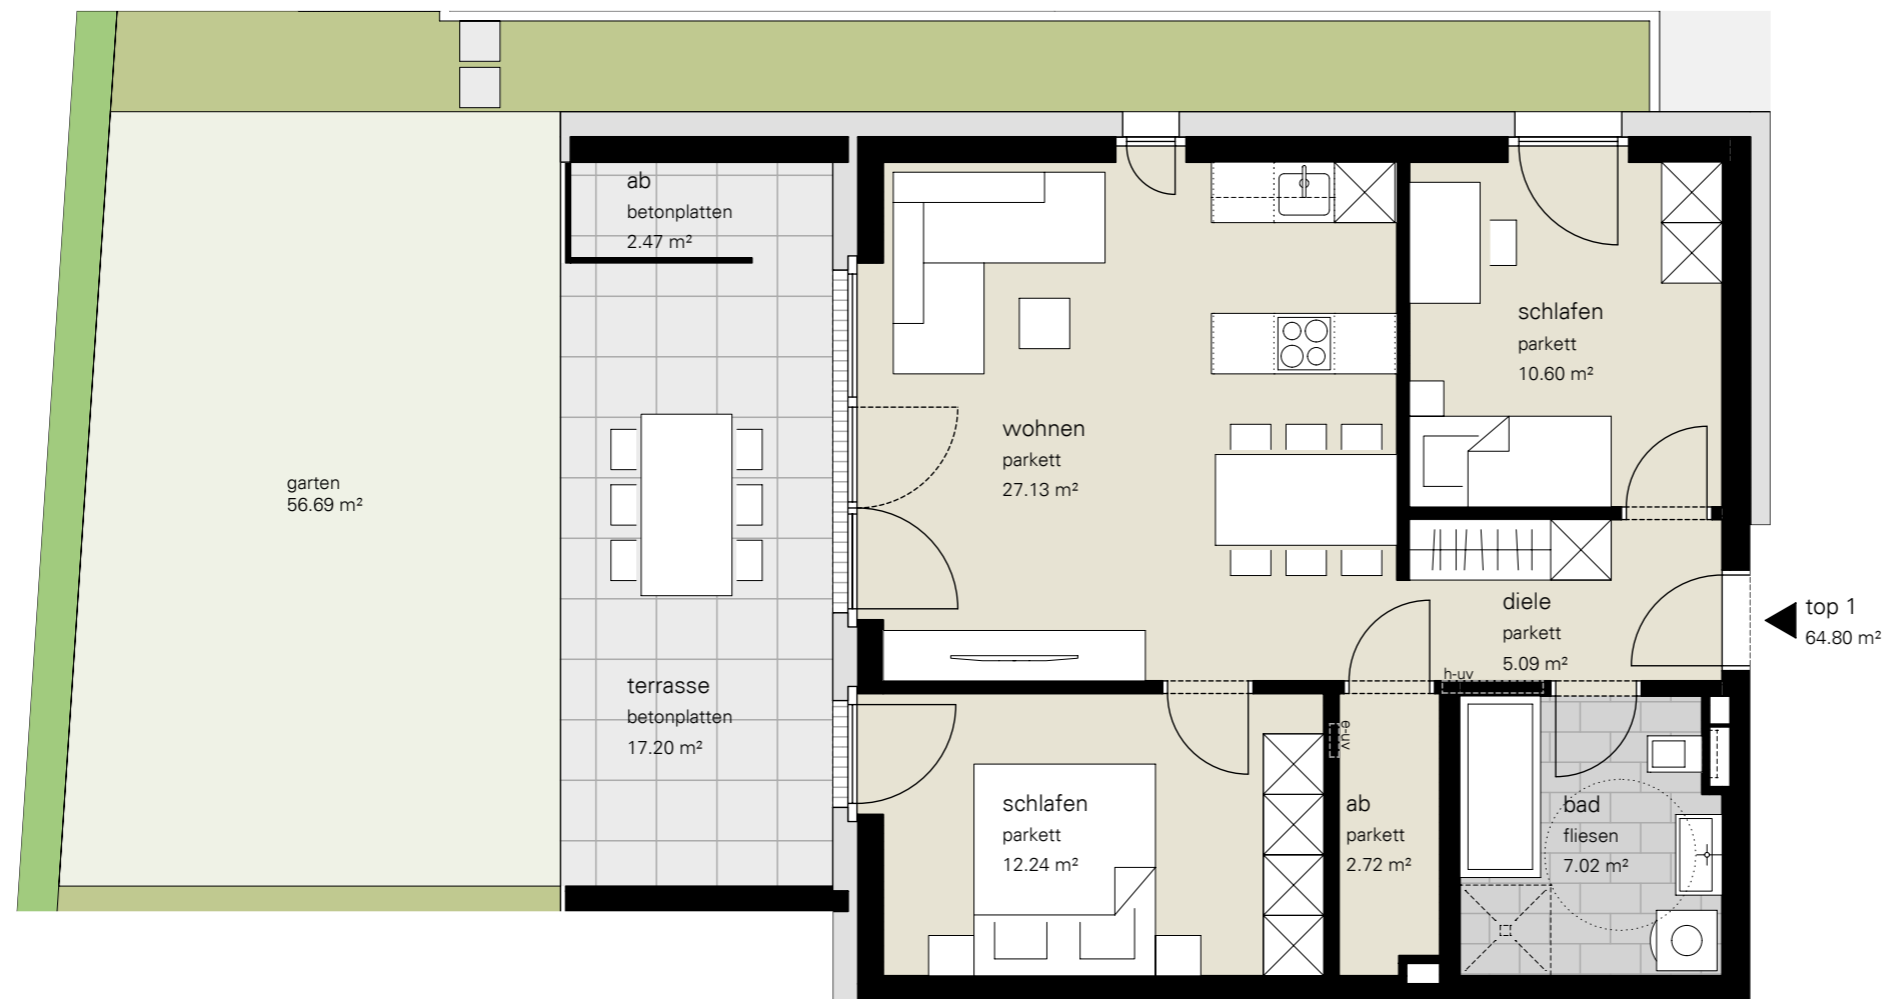 ab
betonplatten
2.47 m²
schlafen
parkett
10.60 m²
wohnen
parkett
27.13 m²
garten
56.69 m²
diele
parkett
5.09 m²
top 1
64.80 m²
h-uv
terrasse
betonplatten
17.20 m²
e-uv
schlafen
parkett
12.24 m²
ab
parkett
2.72 m²
bad
fliesen
7.02 m²